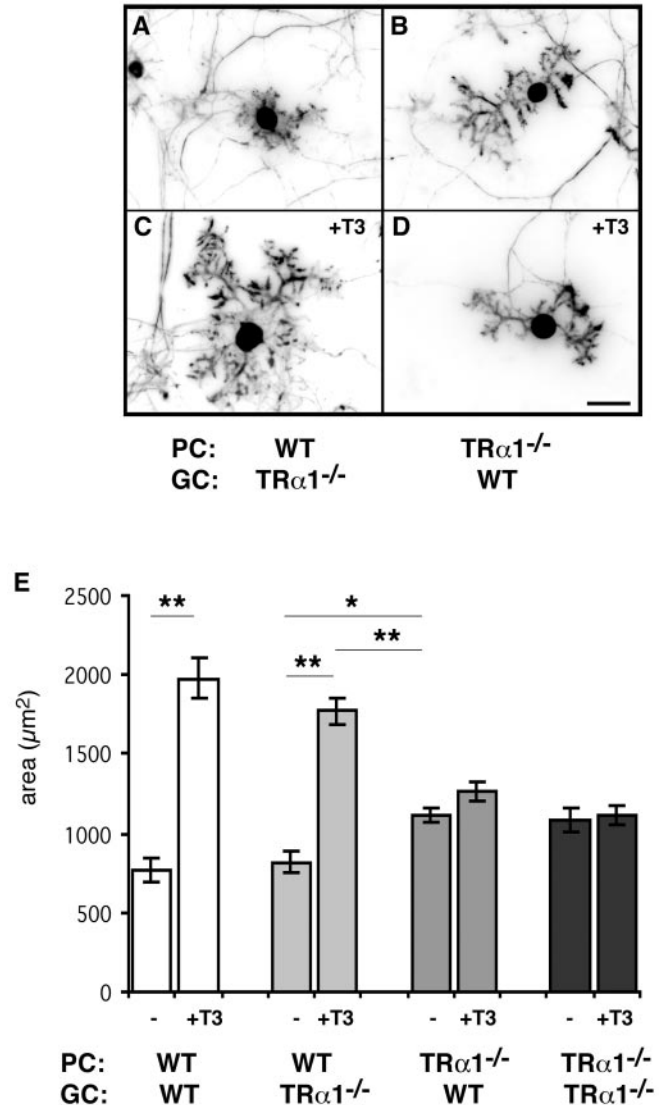 A B
C +T3 D +T3
PC: WT TRα1-/-
GC: TRα1-/- WT
E
2500
** *
**
2000 **
1500
area (µm2)
1000
500
0
- +T3 - +T3 - +T3 - +T3
PC: WT WT TRα1-/- TRα1-/-
GC: WT TRα1-/- WT TRα1-/-